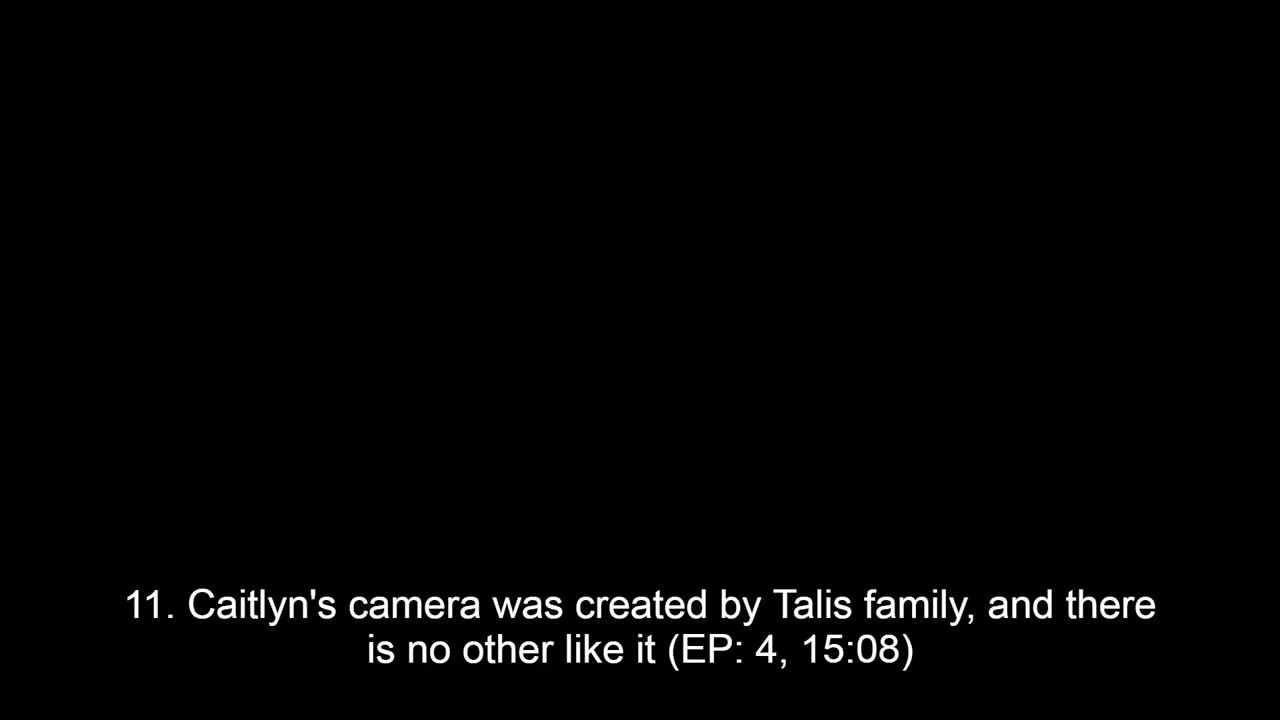 11. Caitlyn's camera was created by Talis family, and there
is no other like it (EP: 4, 15:08)